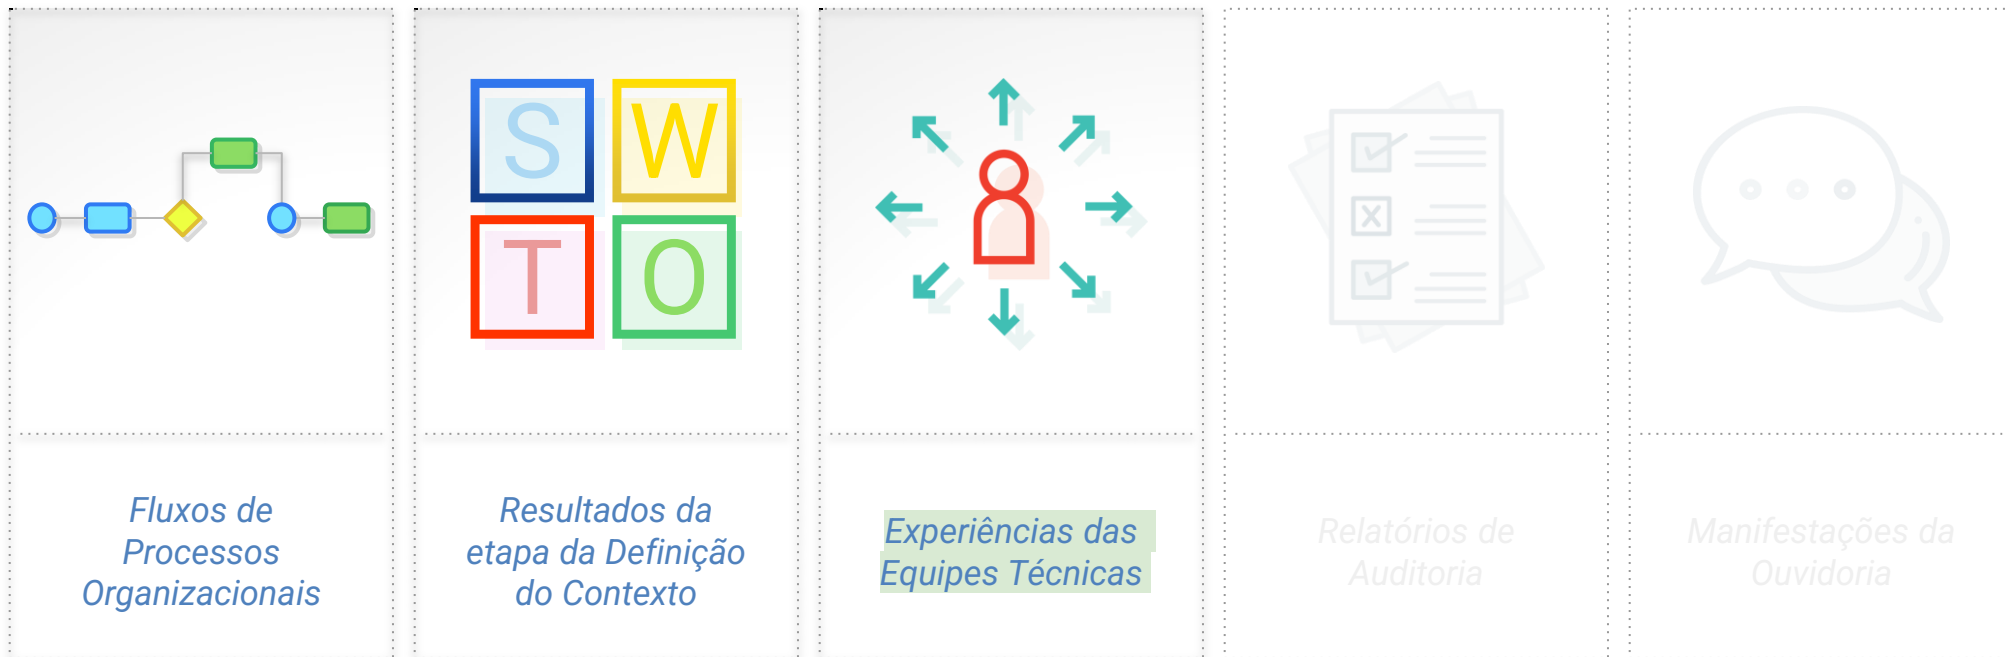 S W
T O
Fluxos de
Processos
Organizacionais
Resultados da
etapa da Definição
do Contexto
Experiências das
Equipes Técnicas
Relatórios de
Auditoria
Manifestações da
Ouvidoria